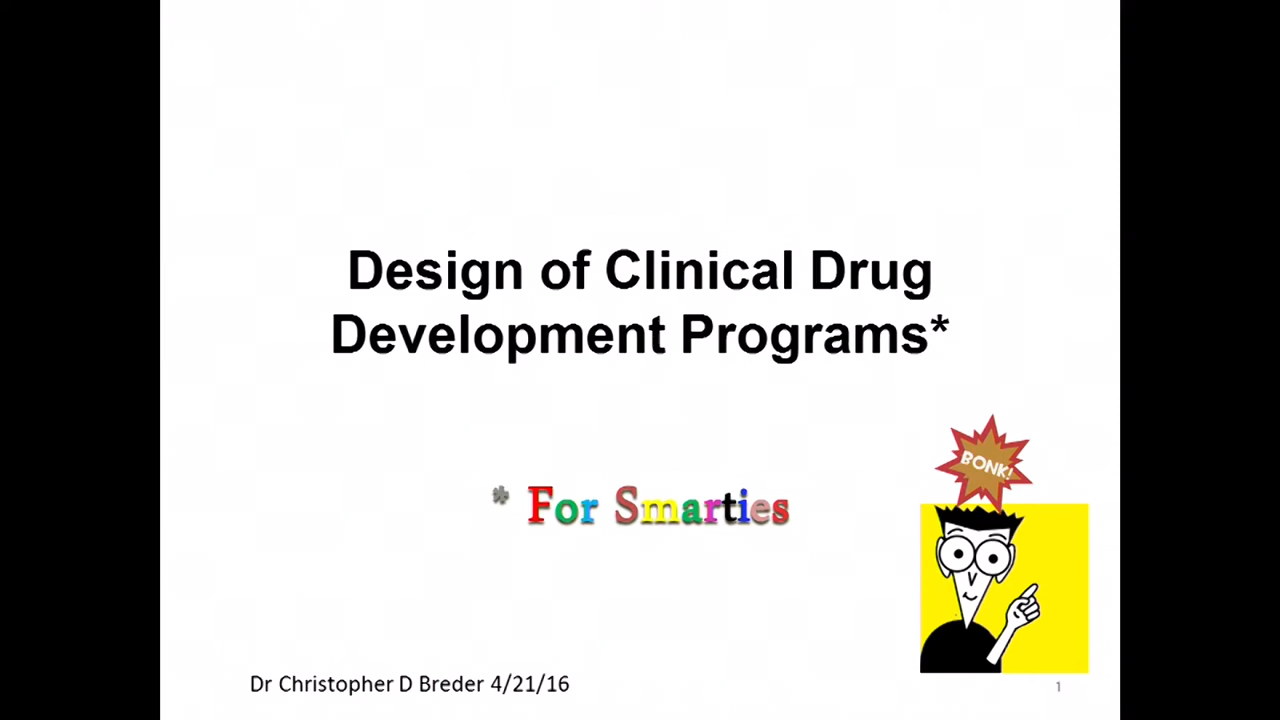 Design of Clinical Drug
Development Programs*
BONK!
* For Smarties
Dr Christopher D Breder 4/21/16
1